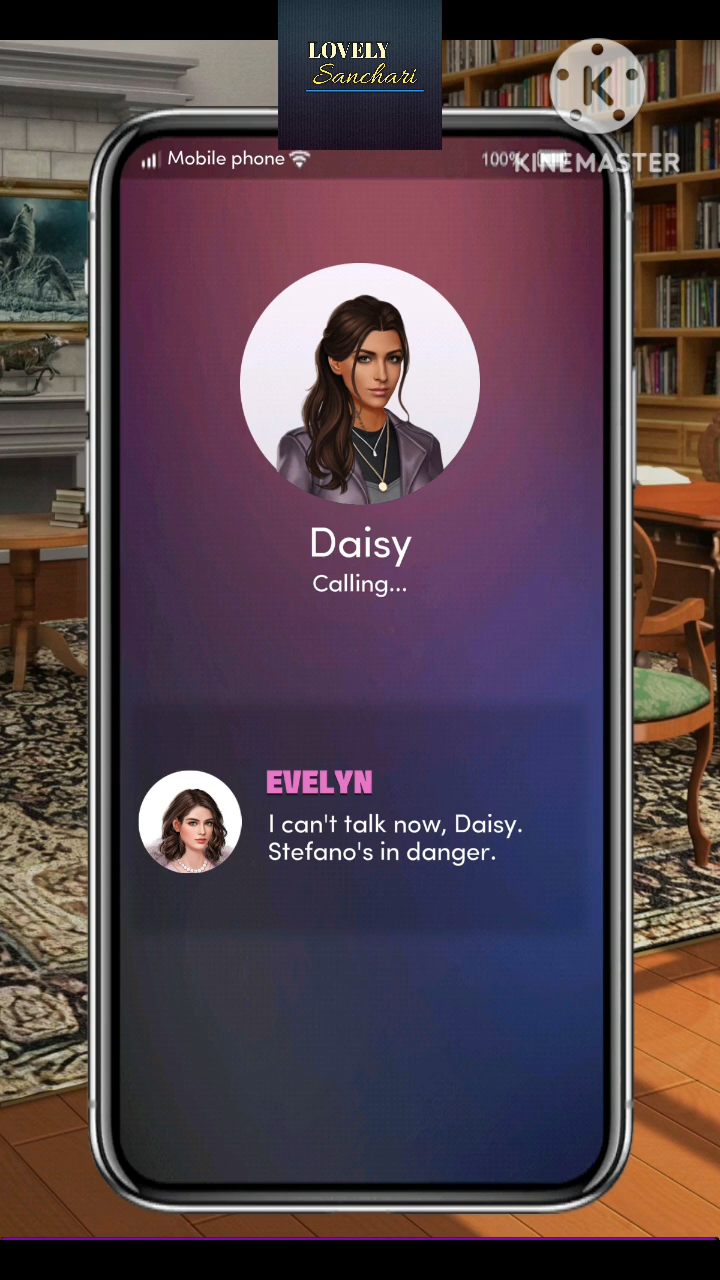 LOVELY
Sanchari
K
KINEMASTER
Mobile phone
100%
Daisy
Calling...
EVELYN
I can't talk now, Daisy.
Stefano's in danger.